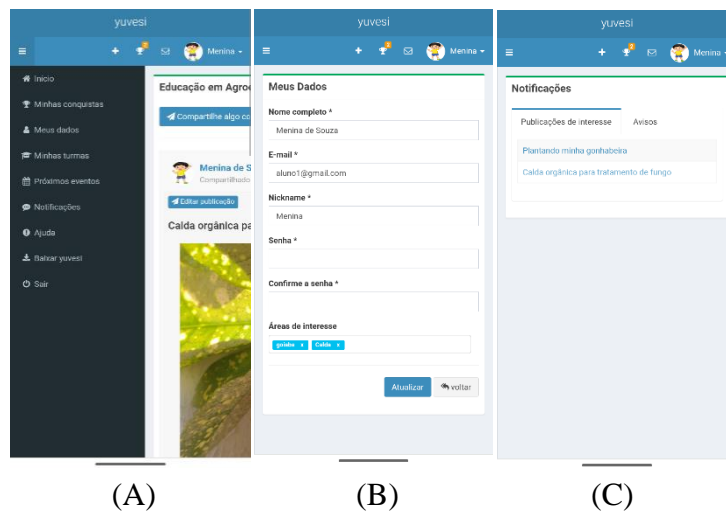 yuvesi
Menina
Início
Minhas conquistas
Meus dados
Minhas turmas
Próximos eventos
Notificações
Ajuda
Baixar yuvesi
Sair
Educação em Agroe
Compartilhe algo co
Menina de S
Compartilhado
Editar publicação
Calda orgânica pa
(A)
yuvesi
Menina
Meus Dados
Nome completo *
Menina de Souza
E-mail *
aluno1@gmail.com
Nickname *
Menina
Senha *
Confirme a senha *
Áreas de interesse
goiaba x Calda x
Atualizar voltar
(B)
yuvesi
Menina
Notificações
Publicações de interesse Avisos
Plantando minha gonhabeira
Calda orgânica para tratamento de fungo
(C)